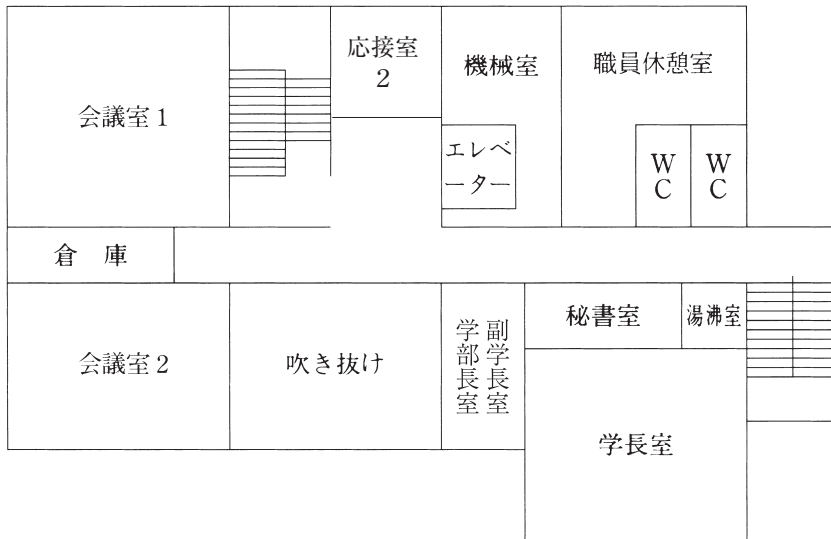 応接室
2
機械室
職員休憩室
会議室1
エレベ
ーター
WC
WC
倉 庫
会議室2
吹き抜け
副学長室
学部長室
秘書室
湯沸室
学長室